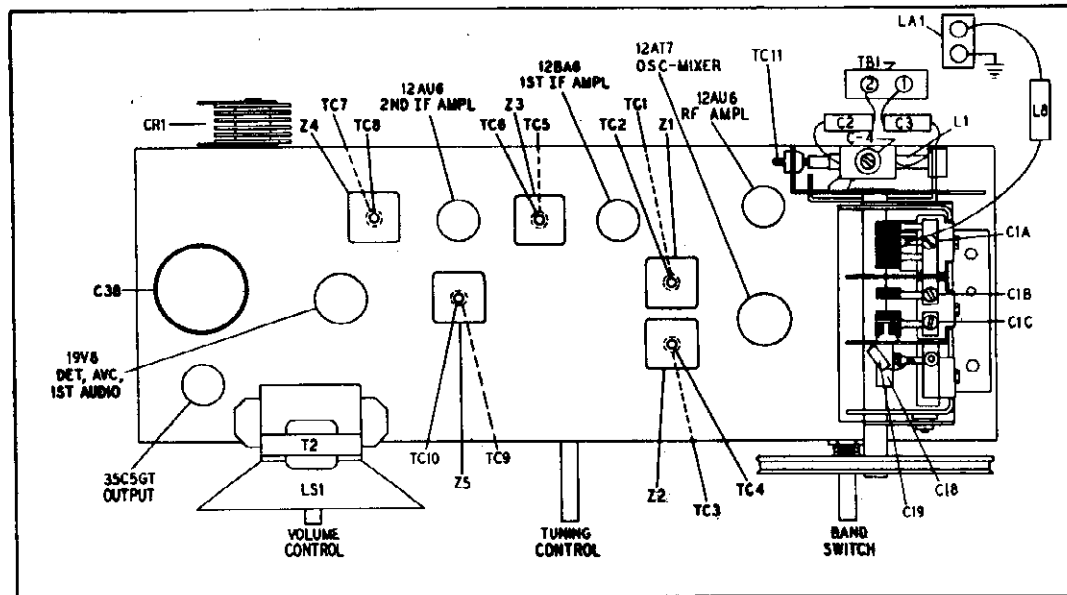 LA1
TB1
2
1
L8
C2
C3
L1
C-4
TC11
12AT7
OSC-MIXER
12AU6
RF AMPL
12BA6
1ST IF AMPL
12AU6
2ND IF AMPL
CR1
TC7
Z4
TC8
Z3
TC6
TC5
TC1
TC2
Z1
C1A
C1B
C1C
C38
19V8
DET, AVC,
1ST AUDIO
35C5GT
OUTPUT
T2
LS1
TC10
Z5
TC9
Z2
TC3
TC4
C18
C19
VOLUME
CONTROL
TUNING
CONTROL
BAND
SWITCH